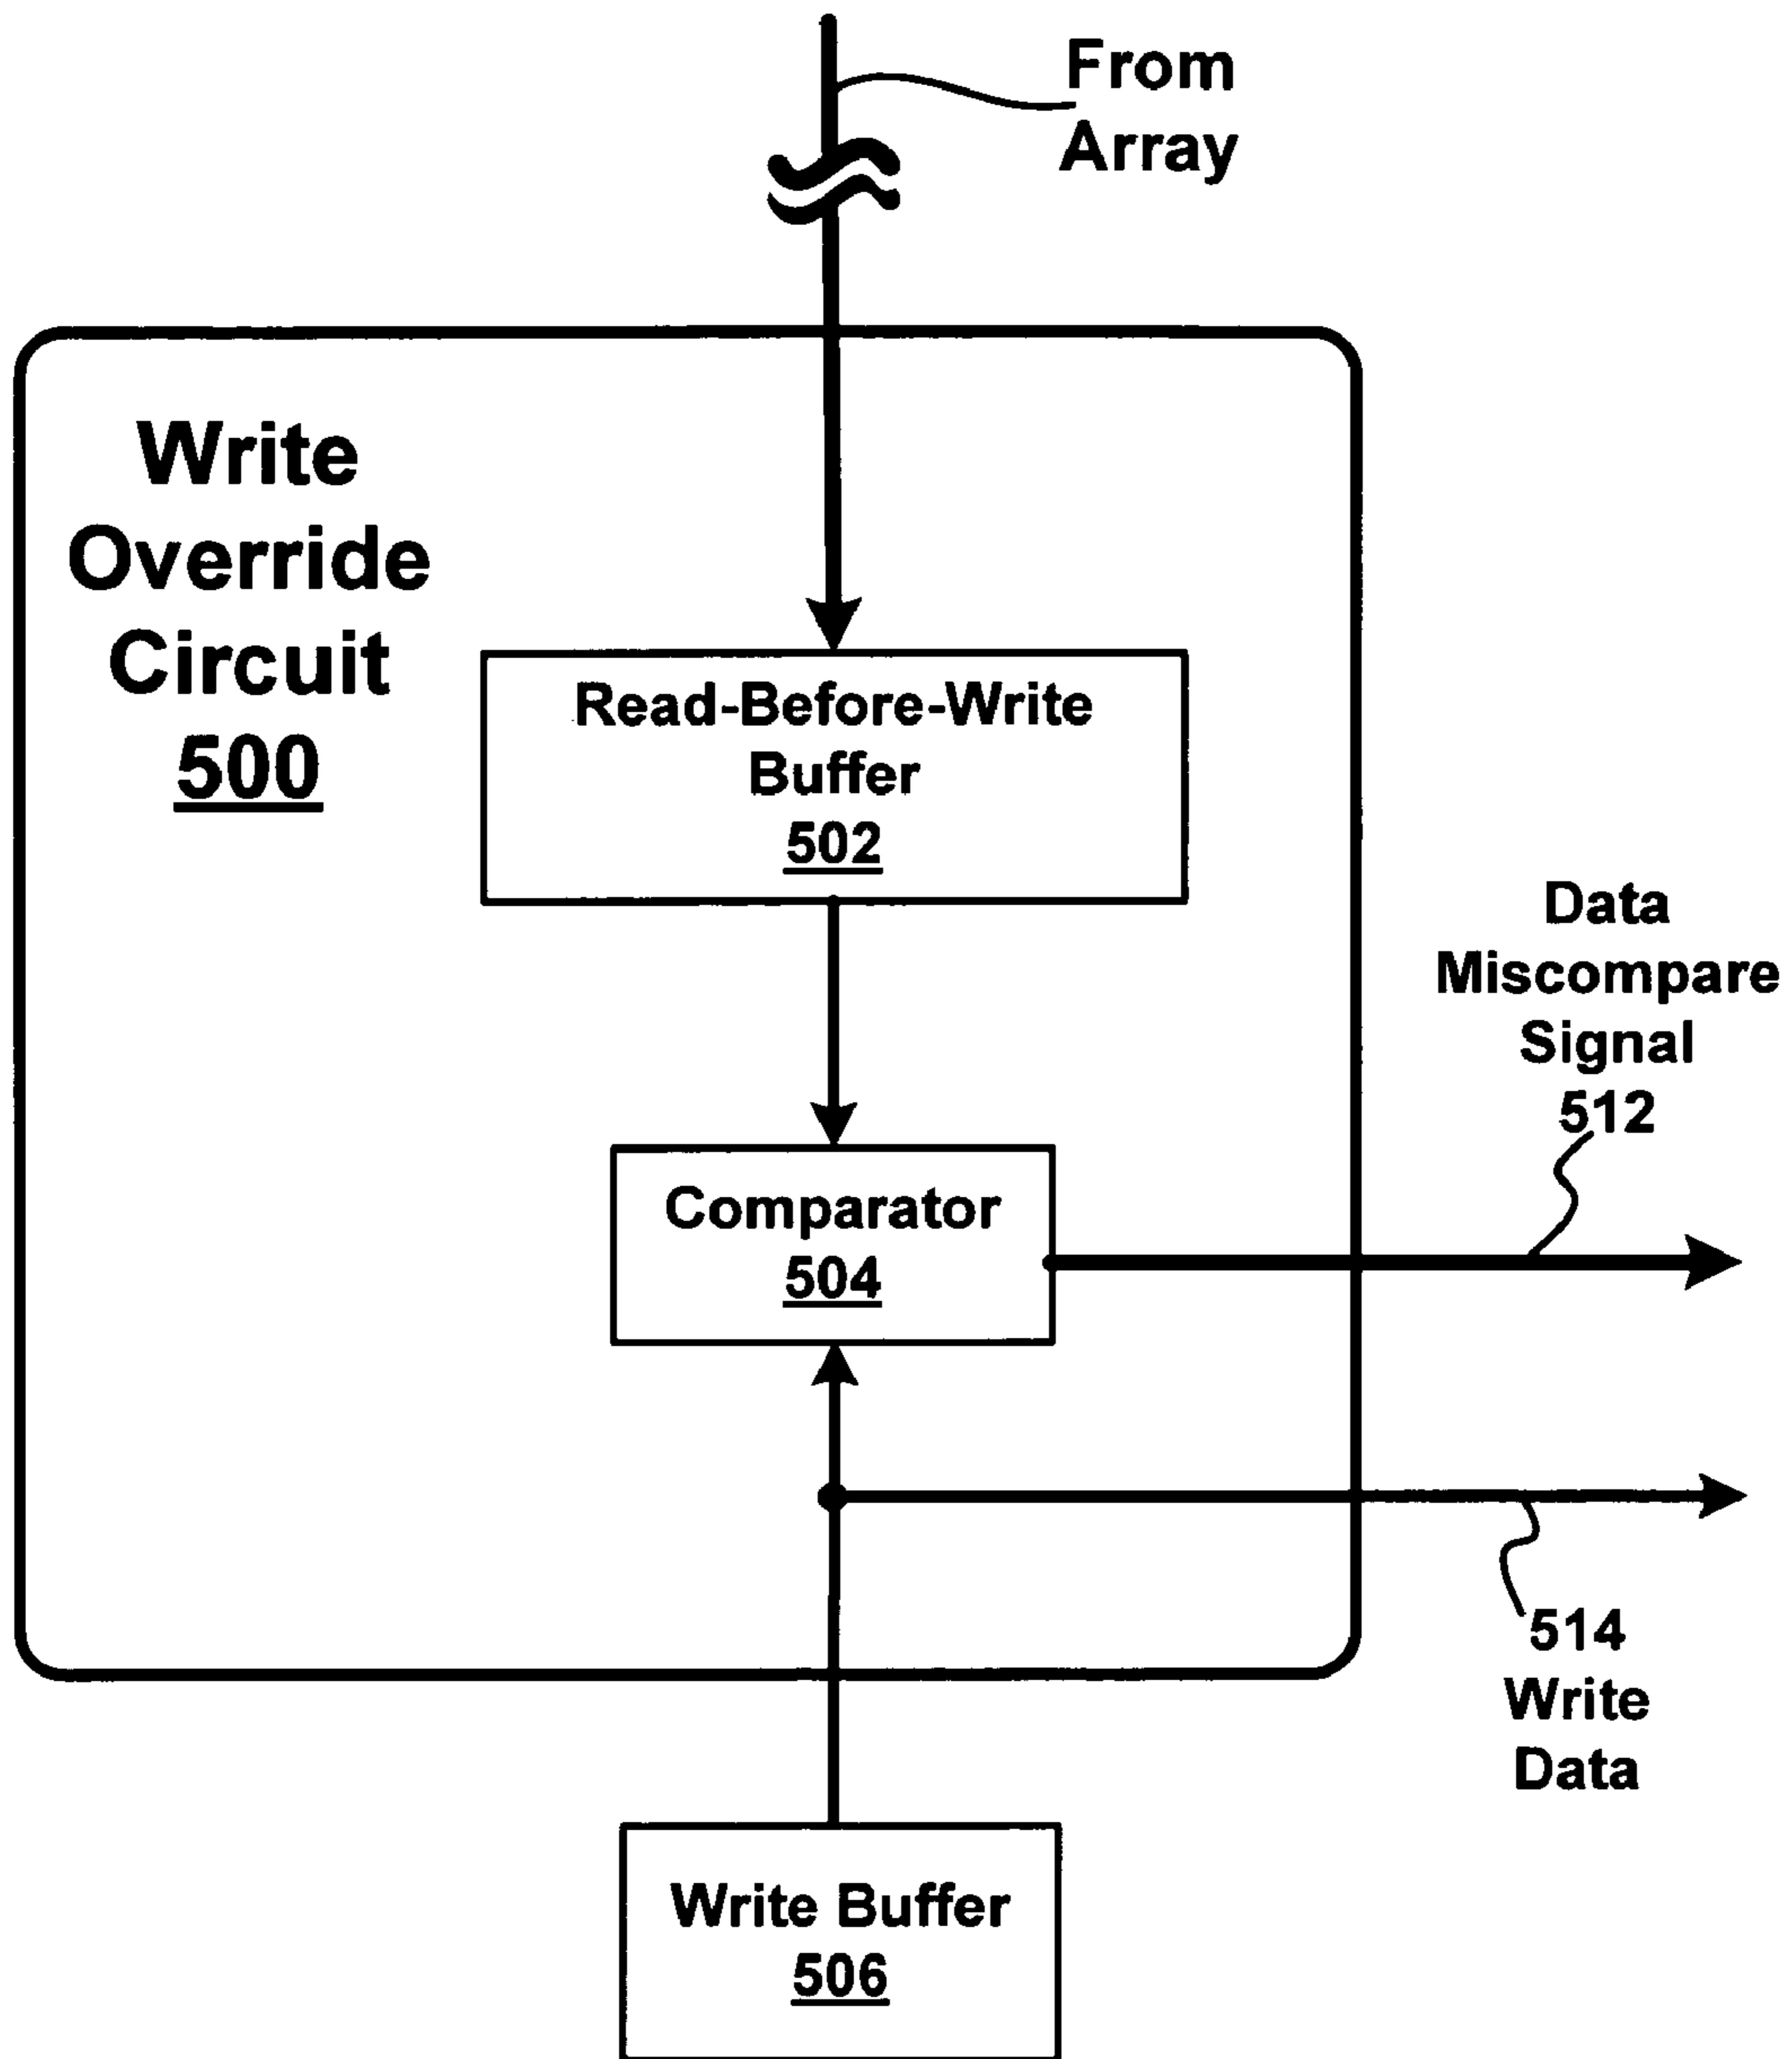 From
Array
Write
Override
Circuit
500
Read-Before-Write
Buffer
502
Data
Miscompare
Signal
512
Comparator
504
514
Write
Data
Write Buffer
506